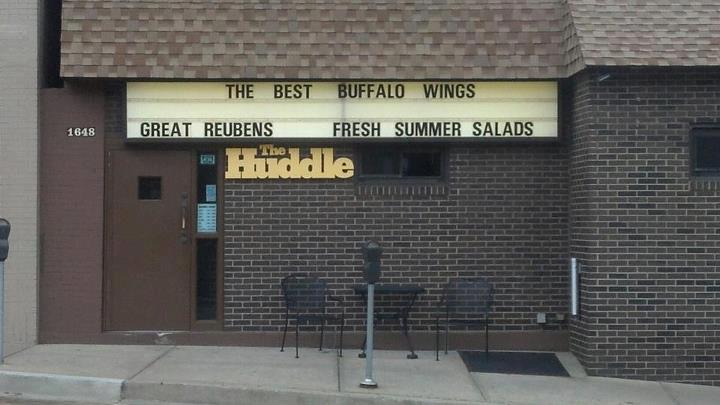 THE BEST BUFFALO WINGS
GREAT REUBENS FRESH SUMMER SALADS
1648
The
Huddle